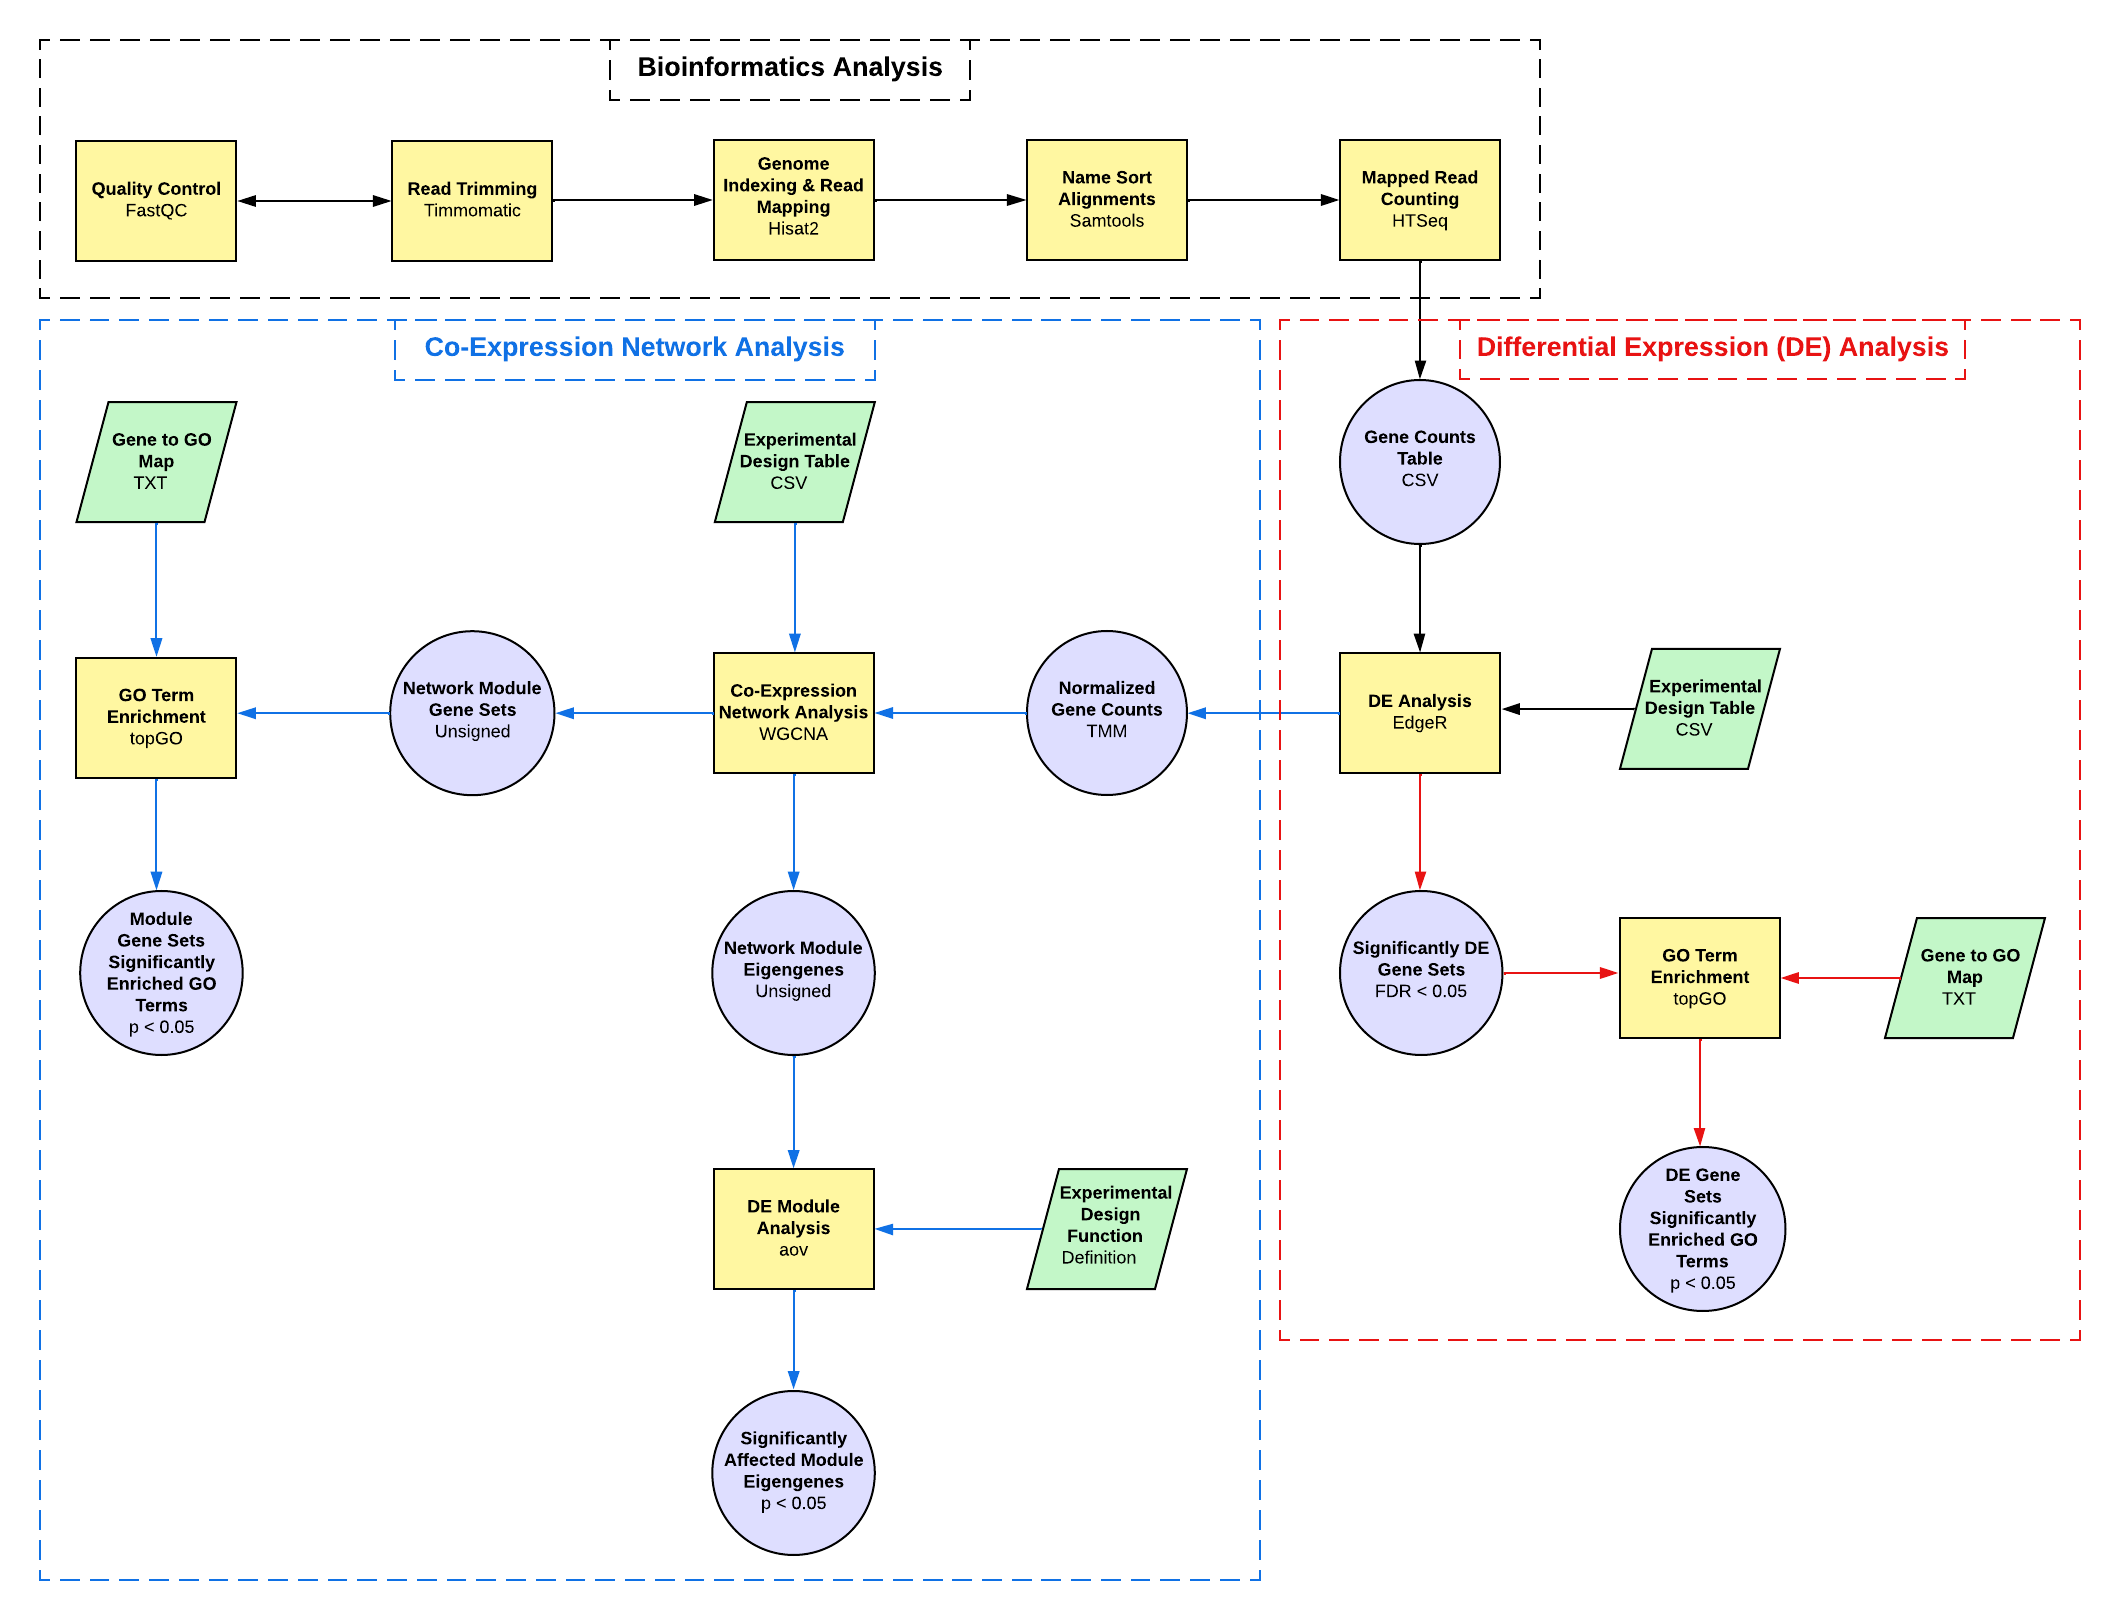 Bioinformatics Analysis
Quality Control
FastQC
Read Trimming
Timmomatic
Genome
Indexing & Read
Mapping
Hisat2
Name Sort
Alignments
Samtools
Mapped Read
Counting
HTSeq
Co-Expression Network Analysis
Differential Expression (DE) Analysis
Gene to GO
Map
TXT
Experimental
Design Table
CSV
Gene Counts
Table
CSV
GO Term
Enrichment
topGO
Network Module
Gene Sets
Unsigned
Co-Expression
Network Analysis
WGCNA
Normalized
Gene Counts
TMM
DE Analysis
EdgeR
Experimental
Design Table
CSV
Module
Gene Sets
Significantly
Enriched GO
Terms
p < 0.05
Network Module
Eigengenes
Unsigned
Significantly DE
Gene Sets
FDR < 0.05
GO Term
Enrichment
topGO
Gene to GO
Map
TXT
DE Module
Analysis
aov
Experimental
Design
Function
Definition
DE Gene
Sets
Significantly
Enriched GO
Terms
p < 0.05
Significantly
Affected Module
Eigengenes
p < 0.05